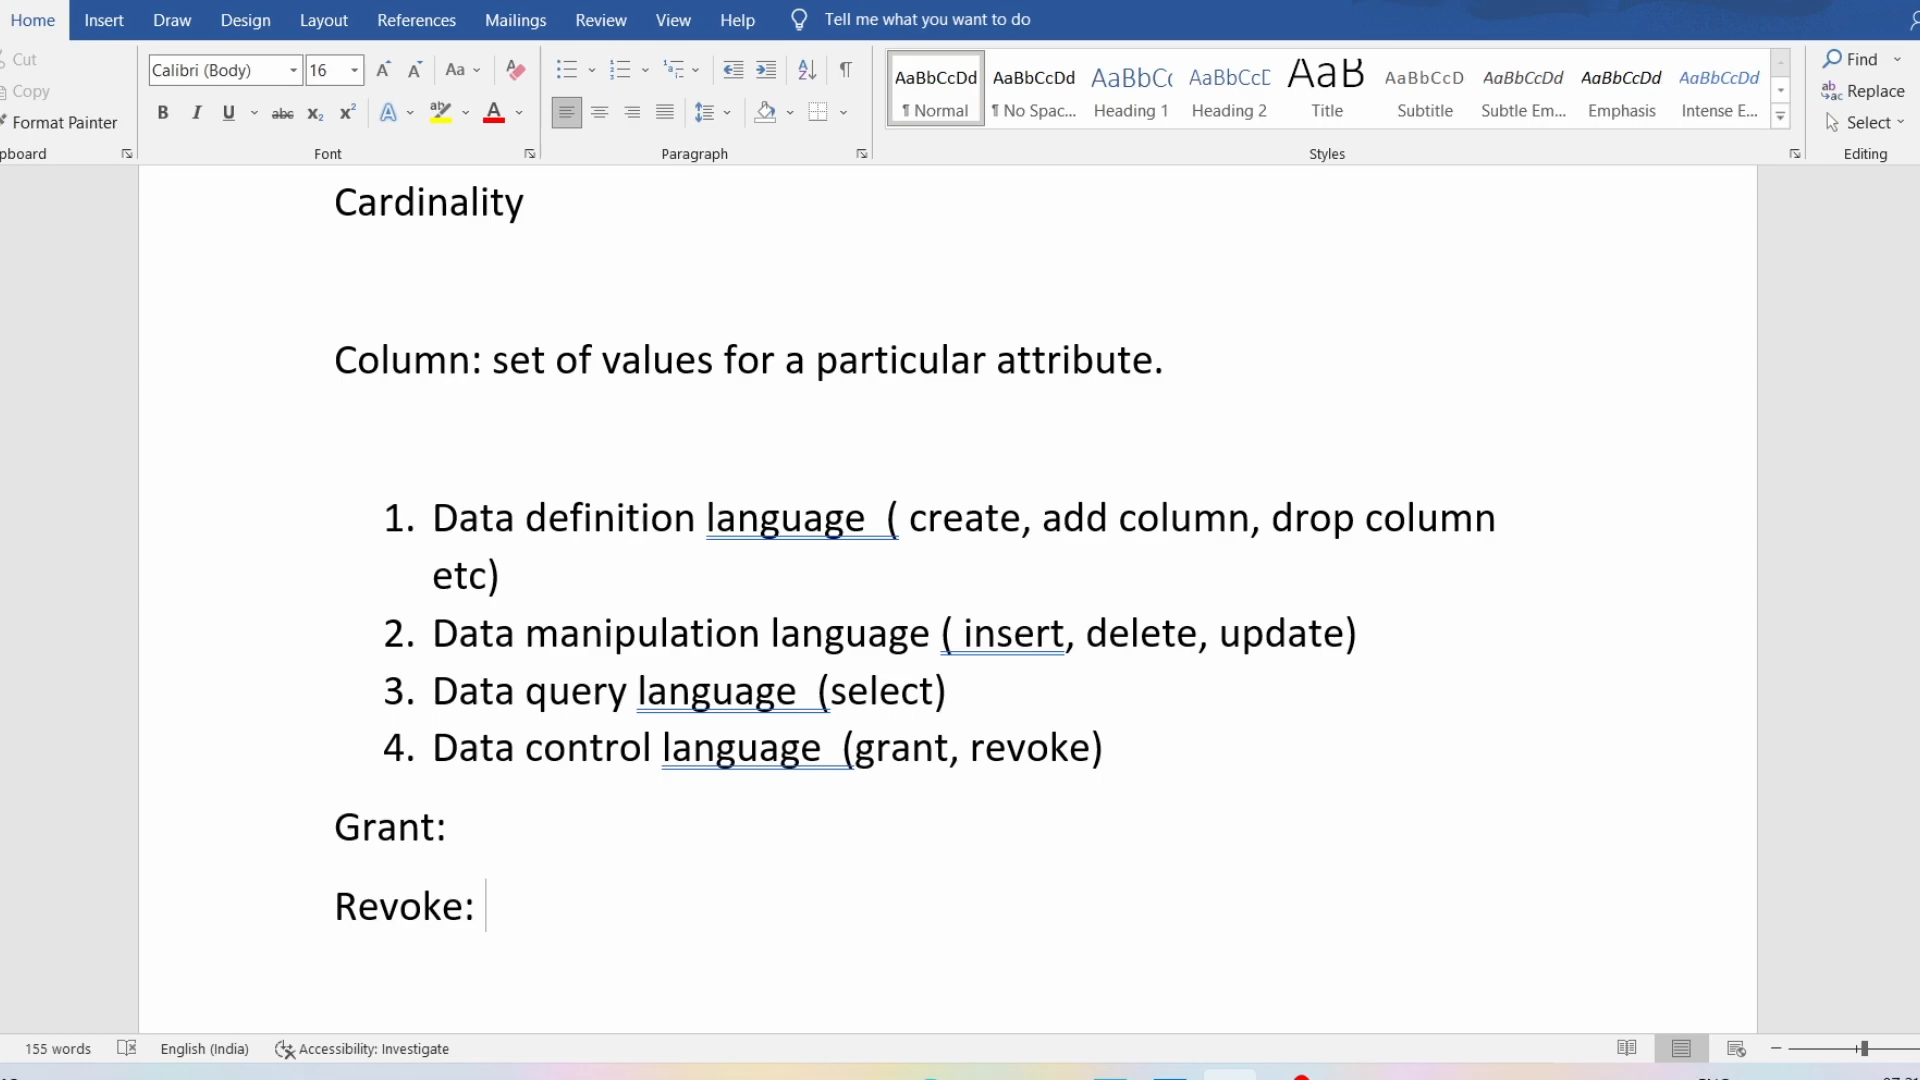 Home Insert Draw Design Layout References Mailings Review View Help Tell me what you want to do
Cut
Copy
Format Painter
pboard
Calibri (Body) 16
Font
Paragraph
AaBbCcDd AaBbCcDd AaBbCc AaBbCcD AaB AaBbCcD AaBbCcDd AaBbCcDd AaBbCcDd
¶ Normal ¶ No Spac... Heading 1 Heading 2 Title Subtitle Subtle Em... Emphasis Intense E...
Styles
Find
Replace
Select
Editing
Cardinality
Column: set of values for a particular attribute.
1. Data definition language ( create, add column, drop column
etc)
2. Data manipulation language ( insert, delete, update)
3. Data query language (select)
4. Data control language (grant, revoke)
Grant:
Revoke:
155 words English (India) Accessibility: Investigate